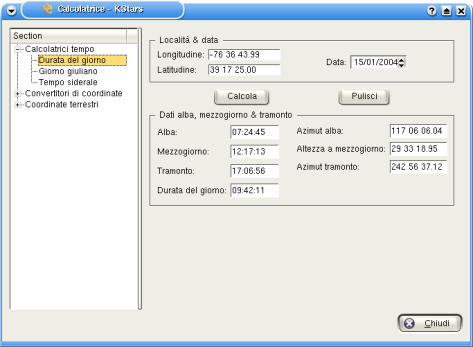 Calcolatrice - KStars
Section
Calcolatrici tempo
Durata del giorno
Giorno giuliano
Tempo siderale
Convertitori di coordinate
Coordinate terrestri
Località & data
Longitudine: -76 36 43.99
Latitudine: 39 17 25.00
Data: 15/01/2004
Calcola
Pulisci
Dati alba, mezzogiorno & tramonto
Alba: 07:24:45
Azimut alba: 117 06 06.04
Mezzogiorno: 12:17:13
Altezza a mezzogiorno: 29 33 18.95
Tramonto: 17:06:56
Azimut tramonto: 242 56 37.12
Durata del giorno: 09:42:11
Chiudi